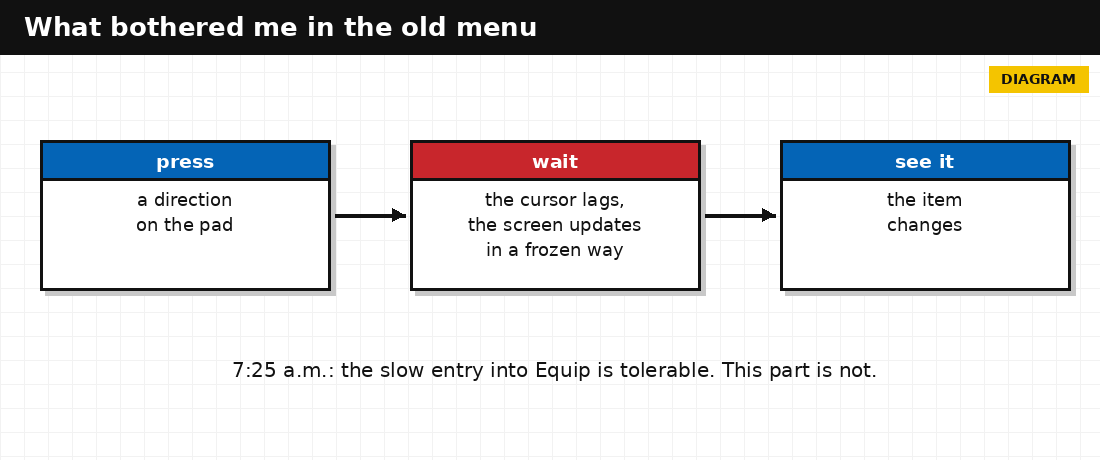 What bothered me in the old menu
DIAGRAM
press
a direction
on the pad
wait
the cursor lags,
the screen updates
in a frozen way
see it
the item
changes
7:25 a.m.: the slow entry into Equip is tolerable. This part is not.